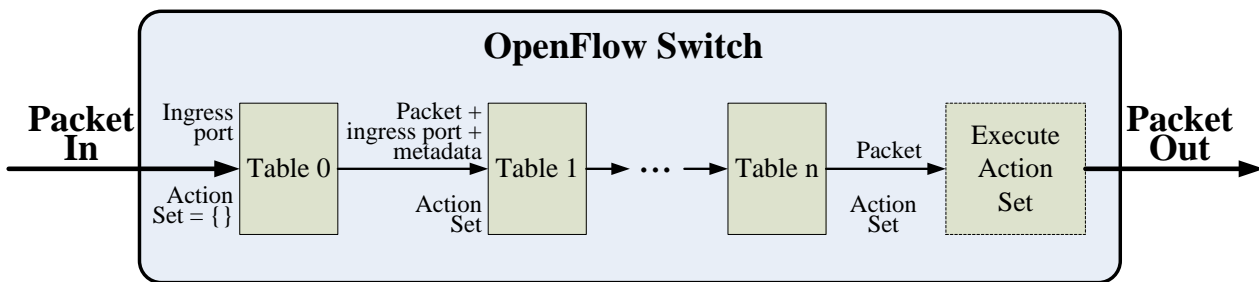 OpenFlow Switch
Packet
In
Ingress
port
Action
Set = {}
Table 0
Packet +
ingress port +
metadata
Action
Set
Table 1
...
Table n
Packet
Action
Set
Execute
Action
Set
Packet
Out